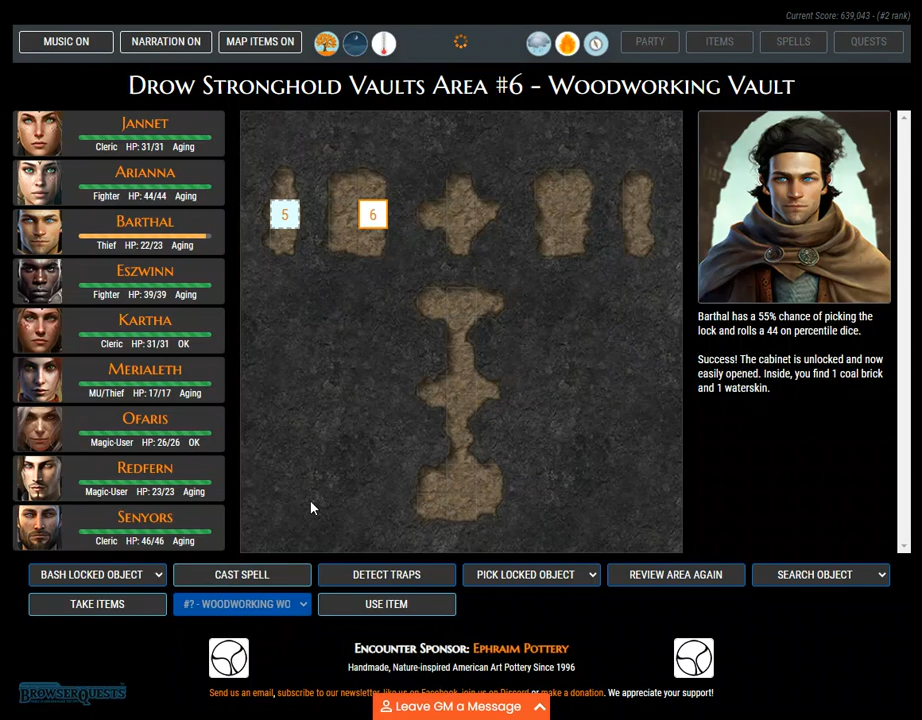 Current Score: 639,043 - (#2 rank)
MUSIC ON
NARRATION ON
MAP ITEMS ON
PARTY
ITEMS
SPELLS
QUESTS
Drow Stronghold Vaults Area #6 - Woodworking Vault
Jannet
Cleric HP: 31/31 Aging
Arianna
Fighter HP: 44/44 Aging
Barthal
Thief HP: 22/23 Aging
Eszwinn
Fighter HP: 39/39 Aging
Kartha
Cleric HP: 31/31 OK
Merialeth
MU/Thief HP: 17/17 Aging
Ofaris
Magic-User HP: 26/26 OK
Redfern
Magic-User HP: 23/23 Aging
Senyors
Cleric HP: 46/46 Aging
5
6
Barthal has a 55% chance of picking the
lock and rolls a 44 on percentile dice.
Success! The cabinet is unlocked and now
easily opened. Inside, you find 1 coal brick
and 1 waterskin.
BASH LOCKED OBJECT
CAST SPELL
DETECT TRAPS
PICK LOCKED OBJECT
REVIEW AREA AGAIN
SEARCH OBJECT
TAKE ITEMS
#? - WOODWORKING WO
USE ITEM
Encounter Sponsor: Ephraim Pottery
Handmade, Nature-inspired American Art Pottery Since 1996
BrowserQuests
Send us an email, subscribe to our newsletter, like us on Facebook, join us on Discord or make a donation. We appreciate your support!
Leave GM a Message